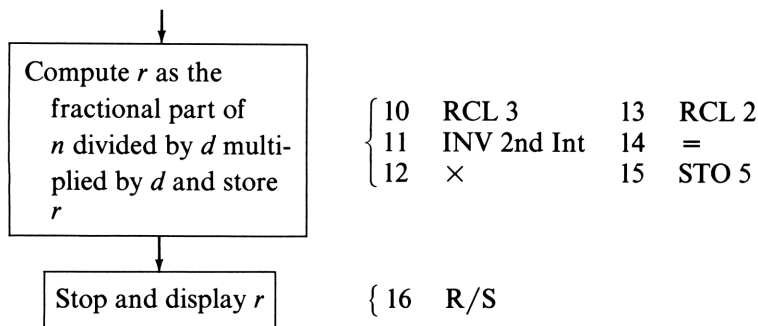 Compute r as the
fractional part of
n divided by d multi-
plied by d and store
r
10 RCL 3 13 RCL 2
11 INV 2nd Int 14 =
12 × 15 STO 5
Stop and display r
16 R/S